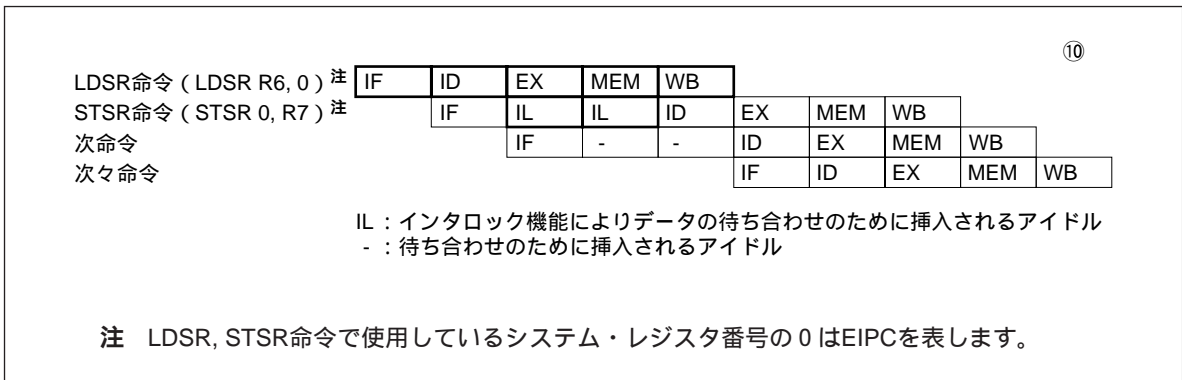 ⑩
LDSR命令（LDSR R6, 0）注 IF ID EX MEM WB
STSR命令（STSR 0, R7）注 IF IL IL ID EX MEM WB
次命令 IF - - ID EX MEM WB
次々命令 IF ID EX MEM WB
IL ：インタロック機能によりデータの待ち合わせのために挿入されるアイドル
- ：待ち合わせのために挿入されるアイドル
注 LDSR, STSR命令で使用しているシステム・レジスタ番号の０はEIPCを表します。